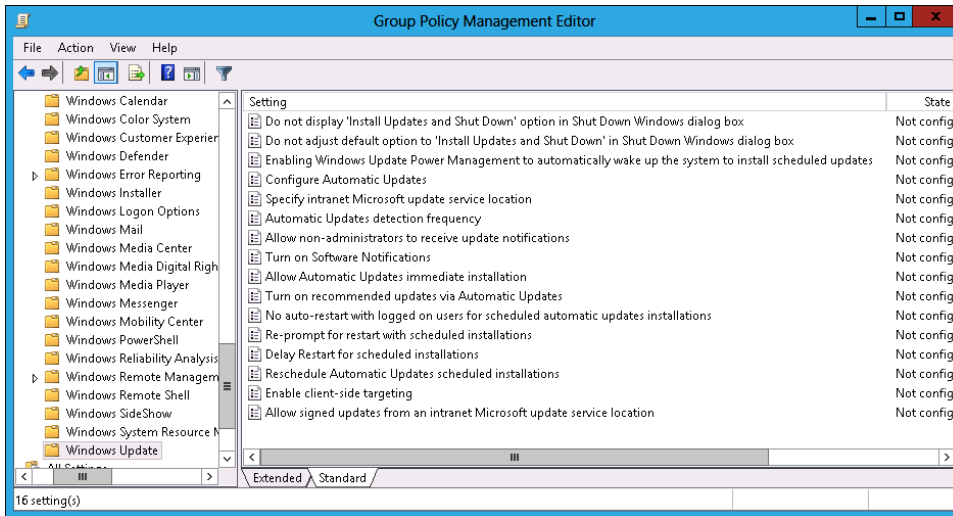 Group Policy Management Editor
File Action View Help
Windows Calendar
Windows Color System
Windows Customer Experier
Windows Defender
Windows Error Reporting
Windows Installer
Windows Logon Options
Windows Mail
Windows Media Center
Windows Media Digital Righ
Windows Media Player
Windows Messenger
Windows Mobility Center
Windows PowerShell
Windows Reliability Analysis
Windows Remote Managem
Windows Remote Shell
Windows SideShow
Windows System Resource M
Windows Update
Setting State
Do not display 'Install Updates and Shut Down' option in Shut Down Windows dialog box Not config
Do not adjust default option to 'Install Updates and Shut Down' in Shut Down Windows dialog box Not config
Enabling Windows Update Power Management to automatically wake up the system to install scheduled updates Not config
Configure Automatic Updates Not config
Specify intranet Microsoft update service location Not config
Automatic Updates detection frequency Not config
Allow non-administrators to receive update notifications Not config
Turn on Software Notifications Not config
Allow Automatic Updates immediate installation Not config
Turn on recommended updates via Automatic Updates Not config
No auto-restart with logged on users for scheduled automatic updates installations Not config
Re-prompt for restart with scheduled installations Not config
Delay Restart for scheduled installations Not config
Reschedule Automatic Updates scheduled installations Not config
Enable client-side targeting Not config
Allow signed updates from an intranet Microsoft update service location Not config
Extended Standard
16 setting(s)